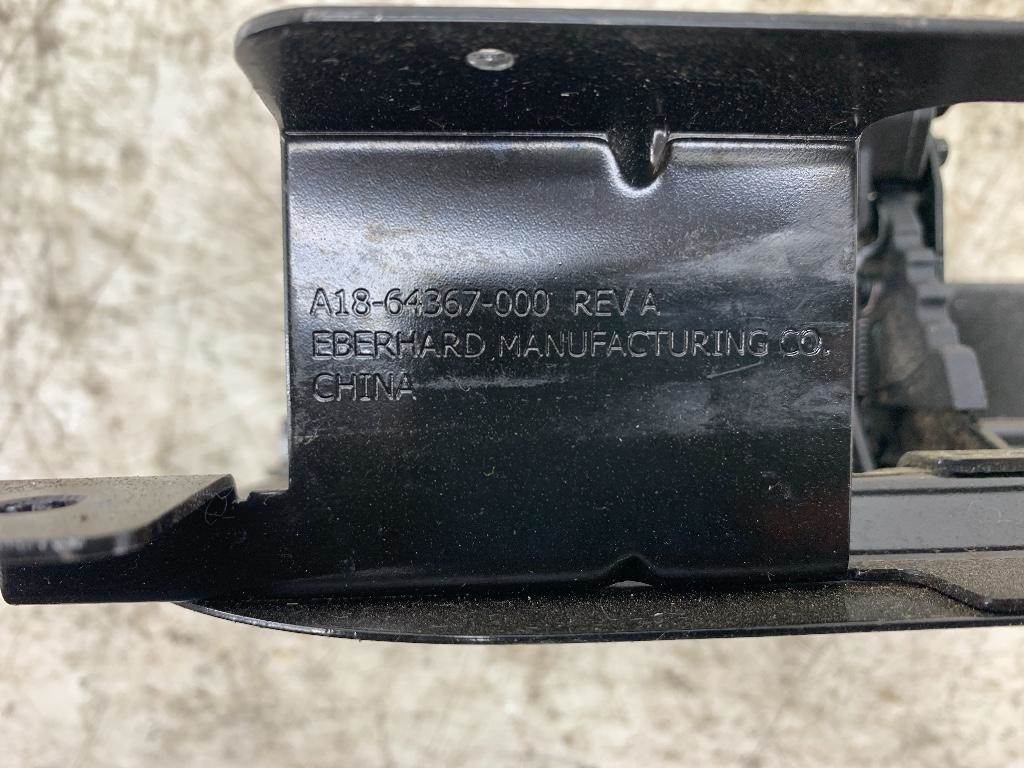 A18-64367-000 REV A
EBERHARD MANUFACTURING CO.
CHINA